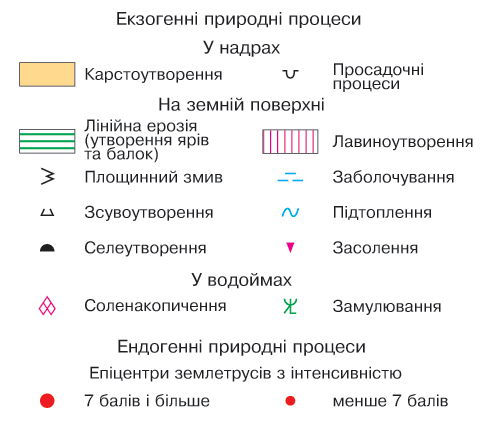 Екзогенні природні процеси
У надрах
Карстоутворення
Просадочні
процеси
На земній поверхні
Лінійна ерозія
(утворення ярів
та балок)
Лавиноутворення
Площинний змив
Заболочування
Зсувоутворення
Підтоплення
Селеутворення
Засолення
У водоймах
Соленакопичення
Замулювання
Ендогенні природні процеси
Епіцентри землетрусів з інтенсивністю
7 балів і більше
менше 7 балів